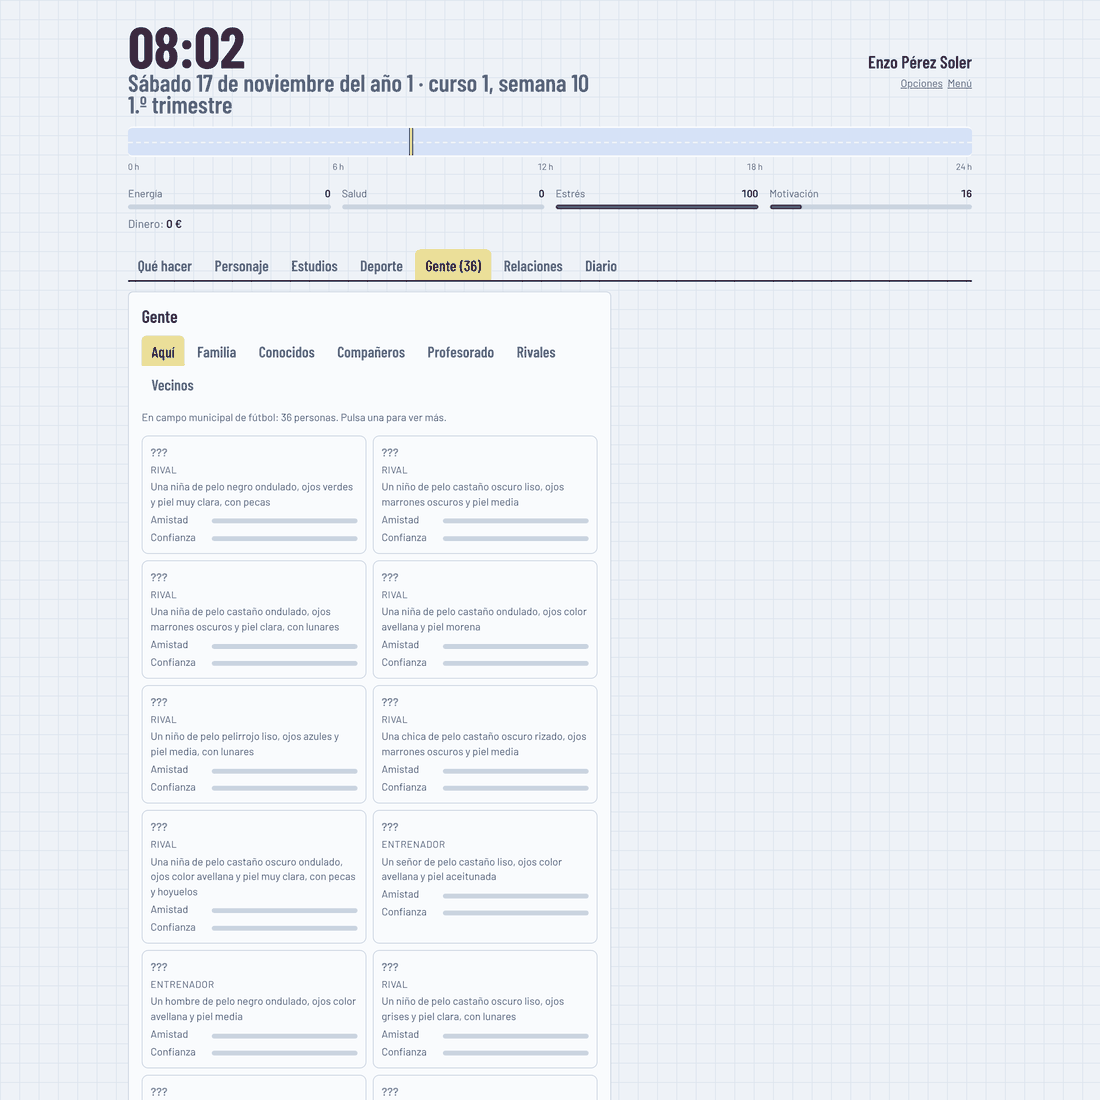 08:02
Sábado 17 de noviembre del año 1 · curso 1, semana 10
1.º trimestre
Enzo Pérez Soler
Opciones Menú
0 h 6 h 12 h 18 h 24 h
Energía 0 Salud 0 Estrés 100 Motivación 16
Dinero: 0 €
Qué hacer Personaje Estudios Deporte Gente (36) Relaciones Diario
Gente
Aquí Familia Conocidos Compañeros Profesorado Rivales
Vecinos
En campo municipal de fútbol: 36 personas. Pulsa una para ver más.
???
RIVAL
Una niña de pelo negro ondulado, ojos verdes
y piel muy clara, con pecas
Amistad
Confianza
???
RIVAL
Un niño de pelo castaño oscuro liso, ojos
marrones oscuros y piel media
Amistad
Confianza
???
RIVAL
Una niña de pelo castaño ondulado, ojos
marrones oscuros y piel clara, con lunares
Amistad
Confianza
???
RIVAL
Una niña de pelo castaño ondulado, ojos color
avellana y piel morena
Amistad
Confianza
???
RIVAL
Un niño de pelo pelirrojo liso, ojos azules y
piel media, con lunares
Amistad
Confianza
???
RIVAL
Una chica de pelo castaño oscuro rizado, ojos
marrones oscuros y piel media
Amistad
Confianza
???
RIVAL
Una niña de pelo castaño oscuro ondulado,
ojos color avellana y piel muy clara, con pecas
y hoyuelos
Amistad
Confianza
???
ENTRENADOR
Un señor de pelo castaño liso, ojos color
avellana y piel aceitunada
Amistad
Confianza
???
ENTRENADOR
Un hombre de pelo negro ondulado, ojos color
avellana y piel media
Amistad
Confianza
???
RIVAL
Un niño de pelo castaño oscuro liso, ojos
grises y piel clara, con lunares
Amistad
Confianza
???
???